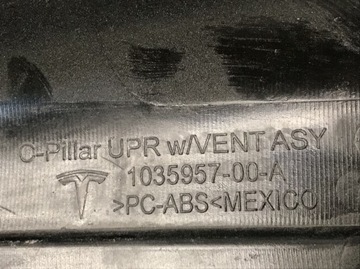 C-Pillar UPR w/VENT ASY
1035957-00-A
>PC-ABS<MEXICO